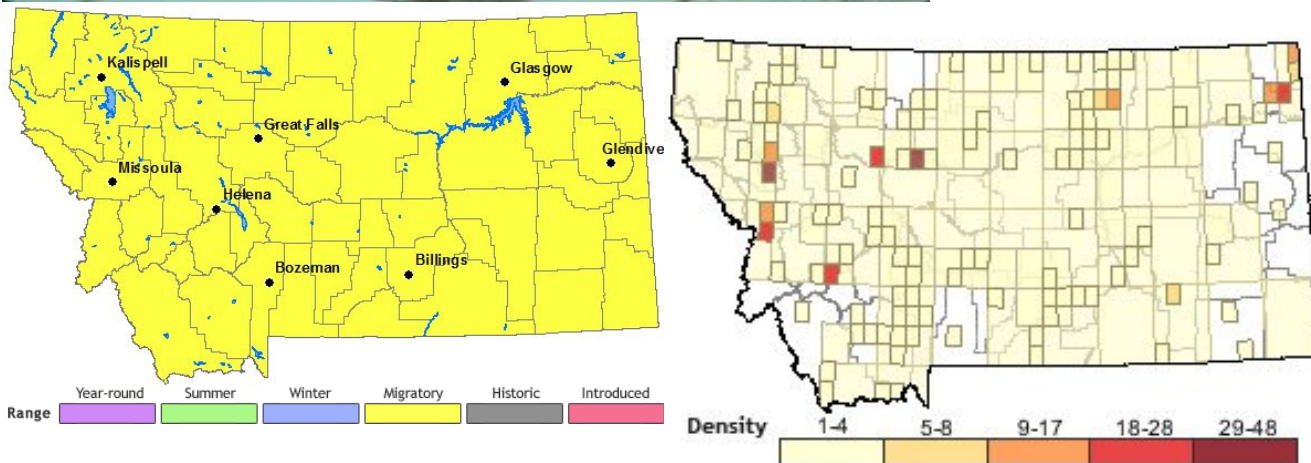 Kalispell
Glasgow
Great Falls
Glendive
Missoula
Helena
Bozeman
Billings
Range Year-round Summer Winter Migratory Historic Introduced
Density 1-4 5-8 9-17 18-28 29-48